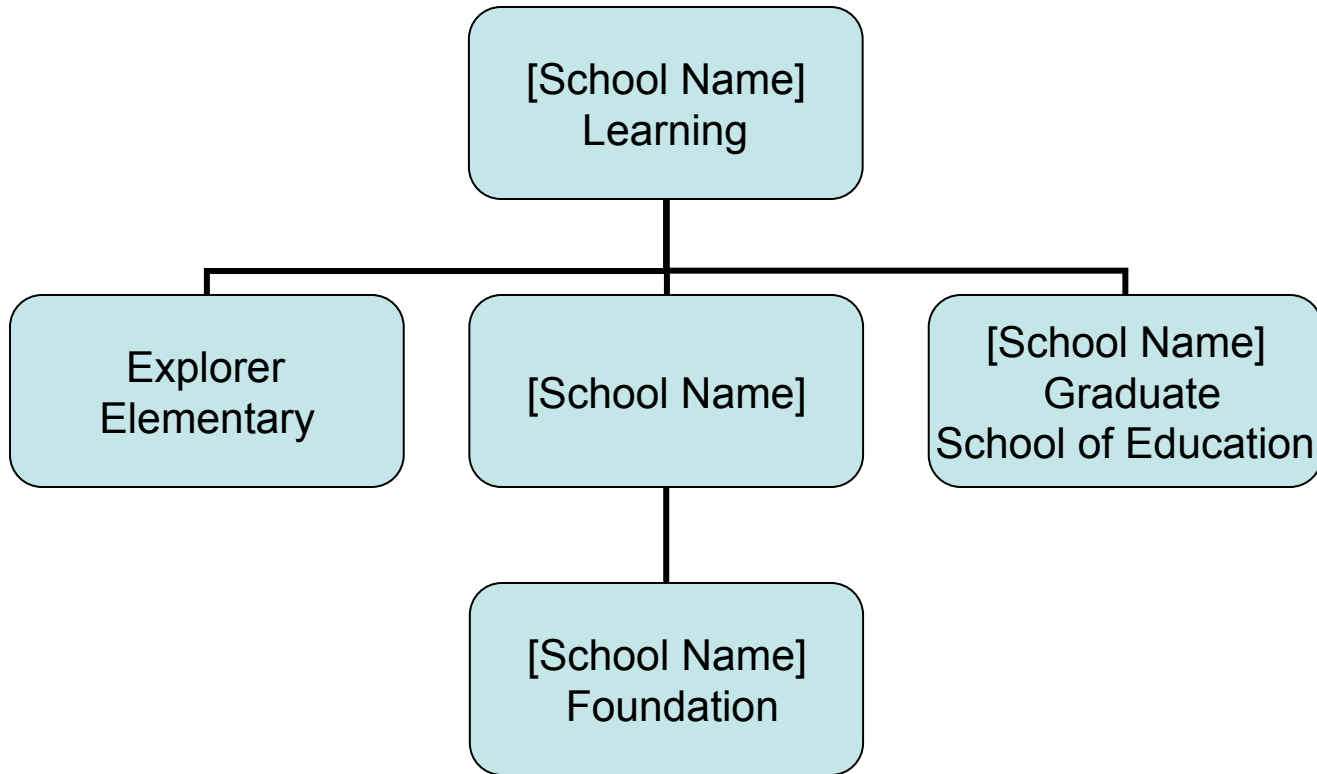 [School Name]
Learning
Explorer
Elementary
[School Name]
[School Name]
Graduate
School of Education
[School Name]
Foundation